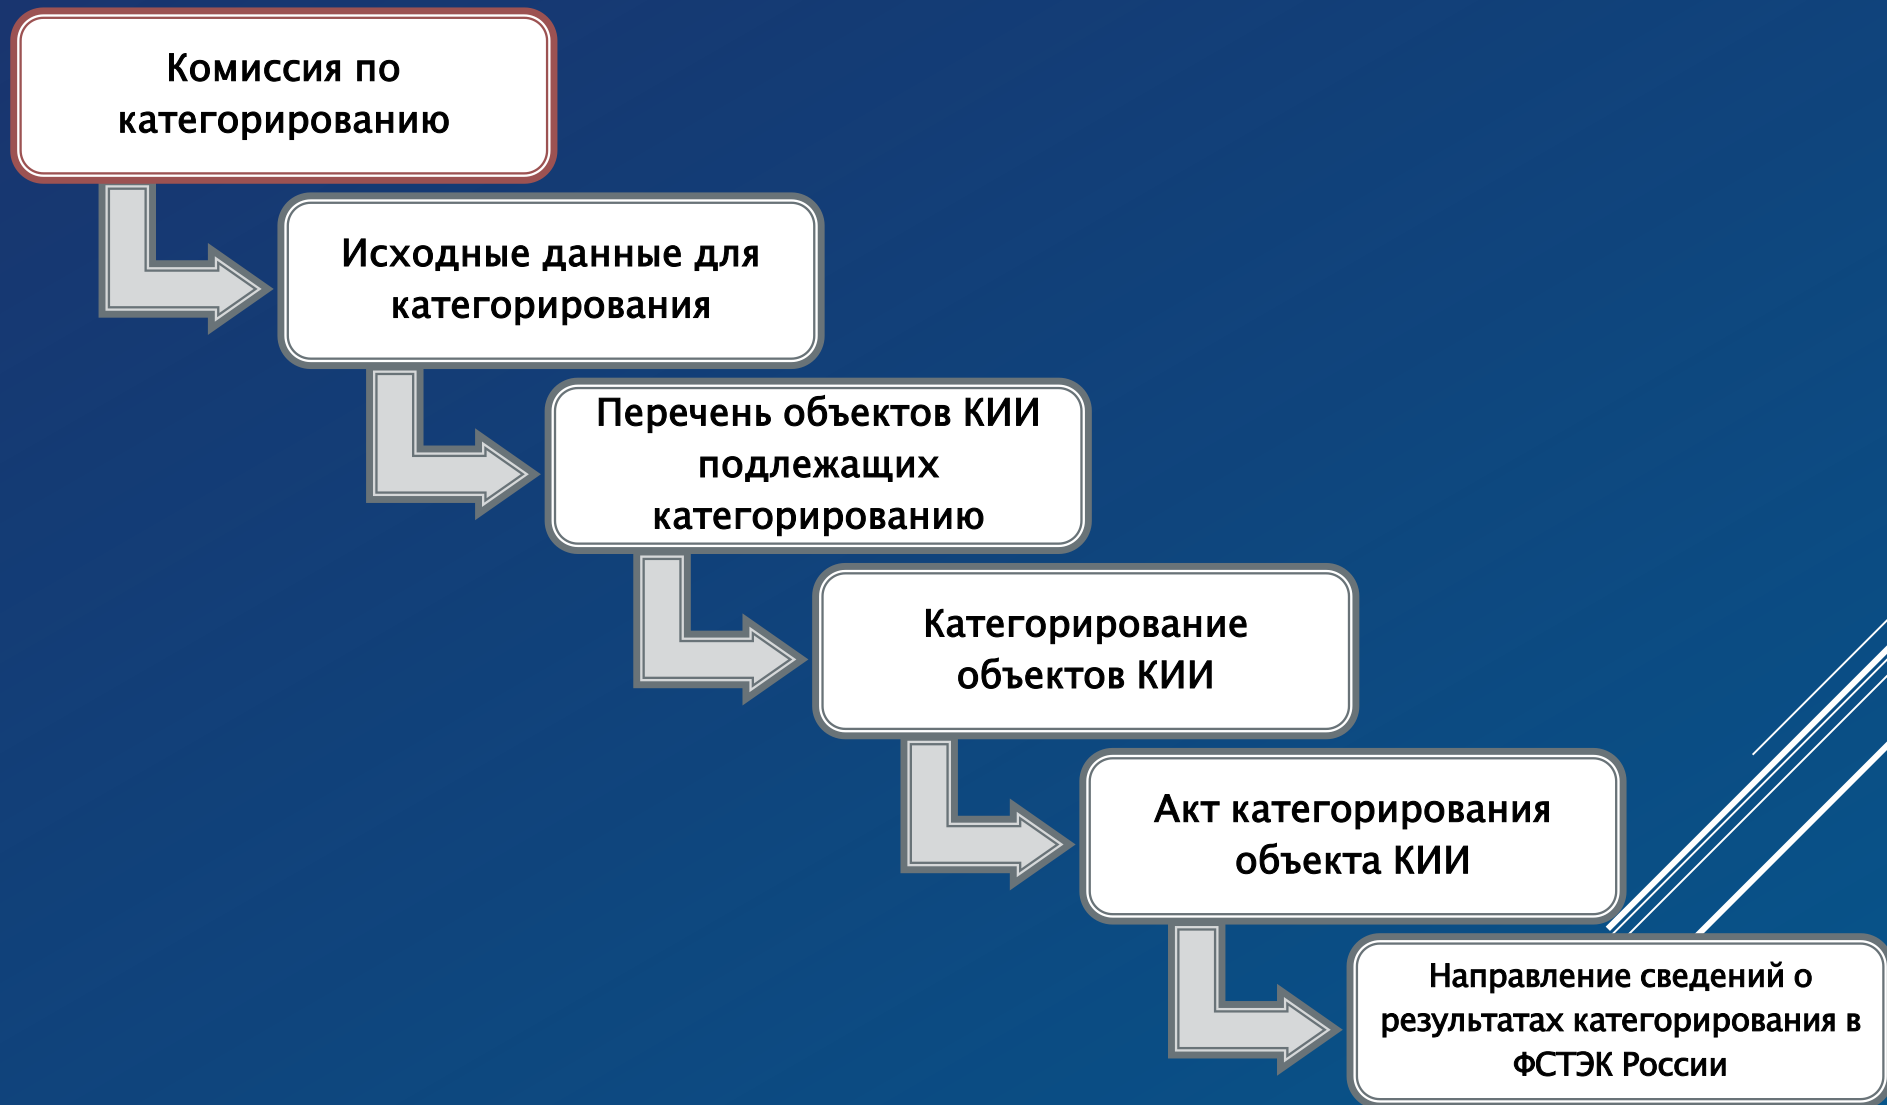 Комиссия по
категорированию
Исходные данные для
категорирования
Перечень объектов КИИ
подлежащих
категорированию
Категорирование
объектов КИИ
Акт категорирования
объекта КИИ
Направление сведений о
результатах категорирования в
ФСТЭК России